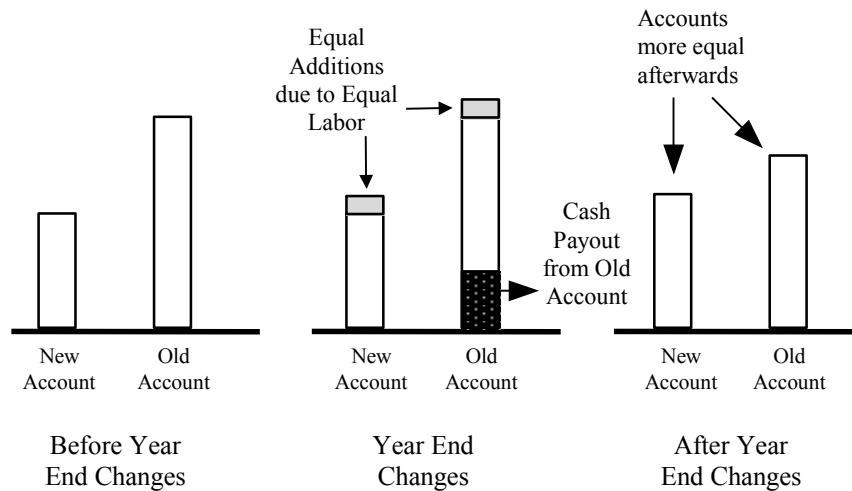 Equal
Additions
due to Equal
Labor
Accounts
more equal
afterwards
Cash
Payout
from Old
Account
New
Account
Old
Account
New
Account
Old
Account
New
Account
Old
Account
Before Year
End Changes
Year End
Changes
After Year
End Changes